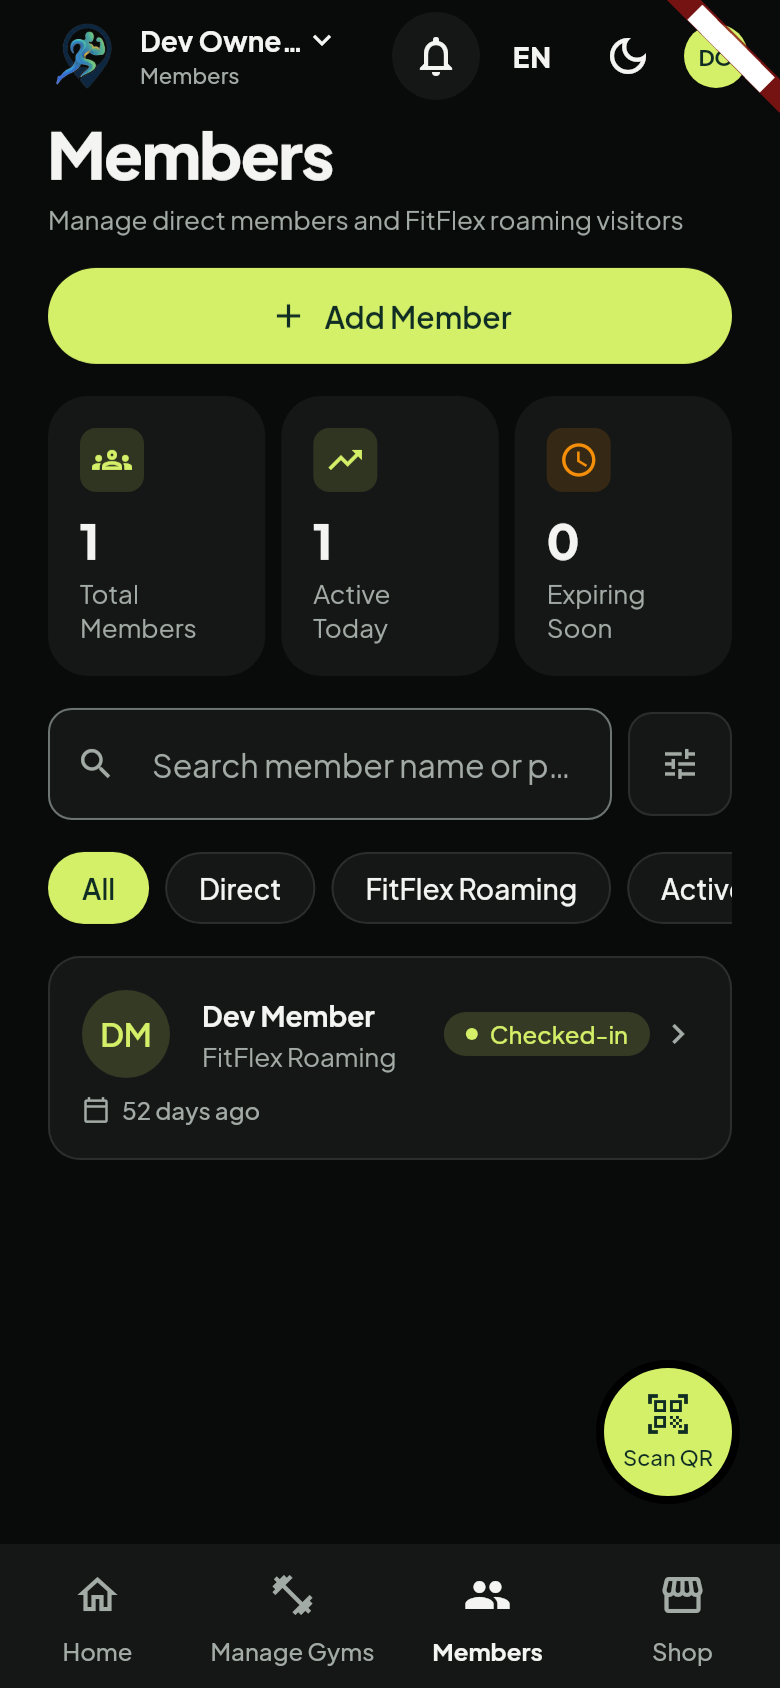 Dev Owne...
Members
EN
Members
Manage direct members and FitFlex roaming visitors
+ Add Member
1
Total
Members
1
Active
Today
0
Expiring
Soon
Search member name or p...
All
Direct
FitFlex Roaming
DM
Dev Member
FitFlex Roaming
Checked-in
52 days ago
Scan QR
Home
Manage Gyms
Members
Shop